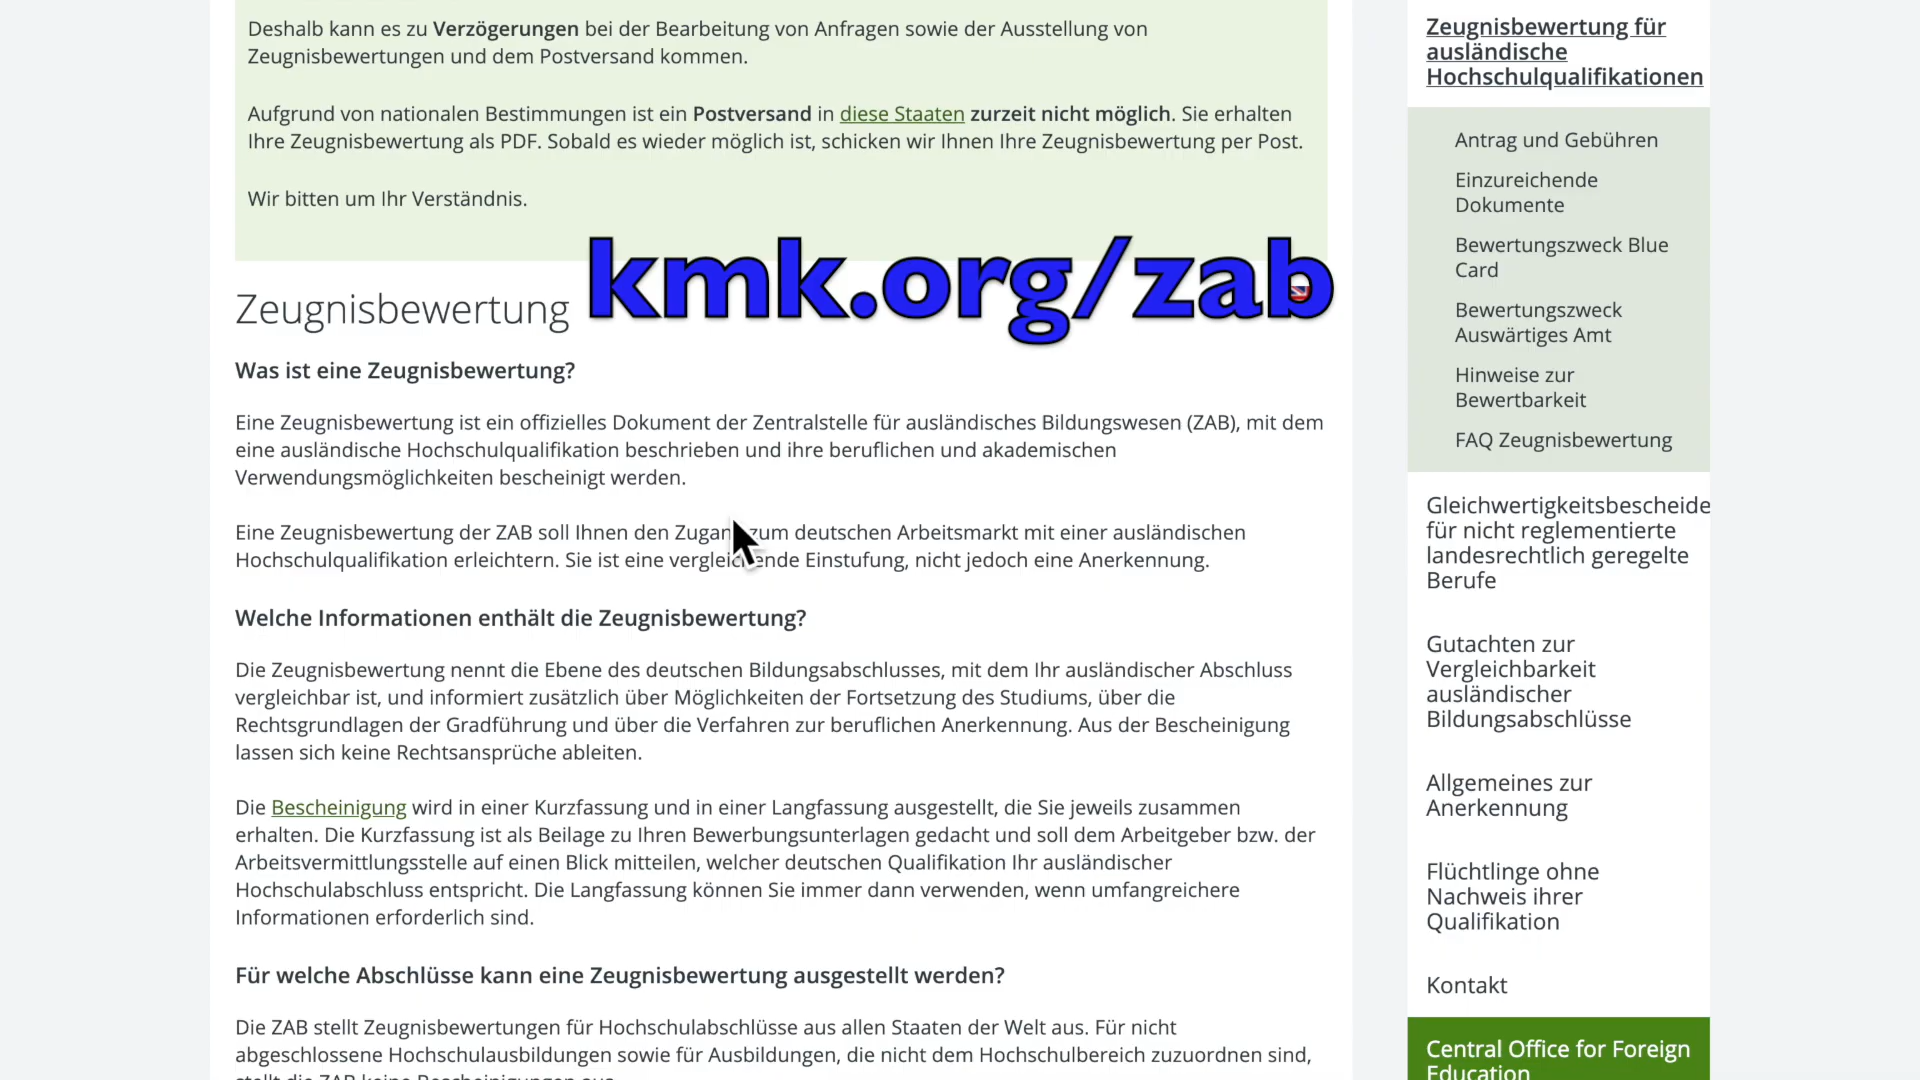 Deshalb kann es zu Verzögerungen bei der Bearbeitung von Anfragen sowie der Ausstellung von
Zeugnisbewertungen und dem Postversand kommen.
Aufgrund von nationalen Bestimmungen ist ein Postversand in diese Staaten zurzeit nicht möglich. Sie erhalten
Ihre Zeugnisbewertung als PDF. Sobald es wieder möglich ist, schicken wir Ihnen Ihre Zeugnisbewertung per Post.
Wir bitten um Ihr Verständnis.
kmk.org/zab
Zeugnisbewertung
Was ist eine Zeugnisbewertung?
Eine Zeugnisbewertung ist ein offizielles Dokument der Zentralstelle für ausländisches Bildungswesen (ZAB), mit dem
eine ausländische Hochschulqualifikation beschrieben und ihre beruflichen und akademischen
Verwendungsmöglichkeiten bescheinigt werden.
Eine Zeugnisbewertung der ZAB soll Ihnen den Zugang zum deutschen Arbeitsmarkt mit einer ausländischen
Hochschulqualifikation erleichtern. Sie ist eine vergleichende Einstufung, nicht jedoch eine Anerkennung.
Welche Informationen enthält die Zeugnisbewertung?
Die Zeugnisbewertung nennt die Ebene des deutschen Bildungsabschlusses, mit dem Ihr ausländischer Abschluss
vergleichbar ist, und informiert zusätzlich über Möglichkeiten der Fortsetzung des Studiums, über die
Rechtsgrundlagen der Gradführung und über die Verfahren zur beruflichen Anerkennung. Aus der Bescheinigung
lassen sich keine Rechtsansprüche ableiten.
Die Bescheinigung wird in einer Kurzfassung und in einer Langfassung ausgestellt, die Sie jeweils zusammen
erhalten. Die Kurzfassung ist als Beilage zu Ihren Bewerbungsunterlagen gedacht und soll dem Arbeitgeber bzw. der
Arbeitsvermittlungsstelle auf einen Blick mitteilen, welcher deutschen Qualifikation Ihr ausländischer
Hochschulabschluss entspricht. Die Langfassung können Sie immer dann verwenden, wenn umfangreichere
Informationen erforderlich sind.
Für welche Abschlüsse kann eine Zeugnisbewertung ausgestellt werden?
Die ZAB stellt Zeugnisbewertungen für Hochschulabschlüsse aus allen Staaten der Welt aus. Für nicht
abgeschlossene Hochschulausbildungen sowie für Ausbildungen, die nicht dem Hochschulbereich zuzuordnen sind,
stellt die ZAB keine Bescheinigungen aus.
Zeugnisbewertung für
ausländische
Hochschulqualifikationen
Antrag und Gebühren
Einzureichende
Dokumente
Bewertungszweck Blue
Card
Bewertungszweck
Auswärtiges Amt
Hinweise zur
Bewertbarkeit
FAQ Zeugnisbewertung
Gleichwertigkeitsbescheide
für nicht reglementierte
landesrechtlich geregelte
Berufe
Gutachten zur
Vergleichbarkeit
ausländischer
Bildungsabschlüsse
Allgemeines zur
Anerkennung
Flüchtlinge ohne
Nachweis ihrer
Qualifikation
Kontakt
Central Office for Foreign
Education